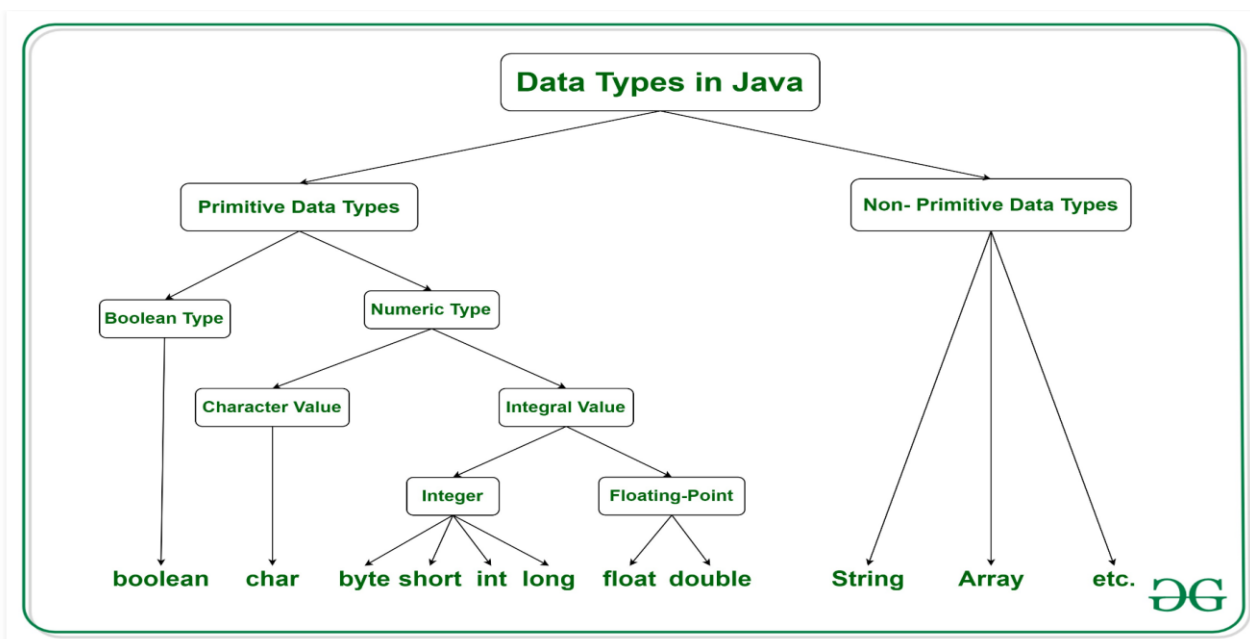 Data Types in Java
Primitive Data Types
Non- Primitive Data Types
Boolean Type
Numeric Type
Character Value
Integral Value
Integer
Floating-Point
boolean
char
byte
short
int
long
float
double
String
Array
etc.